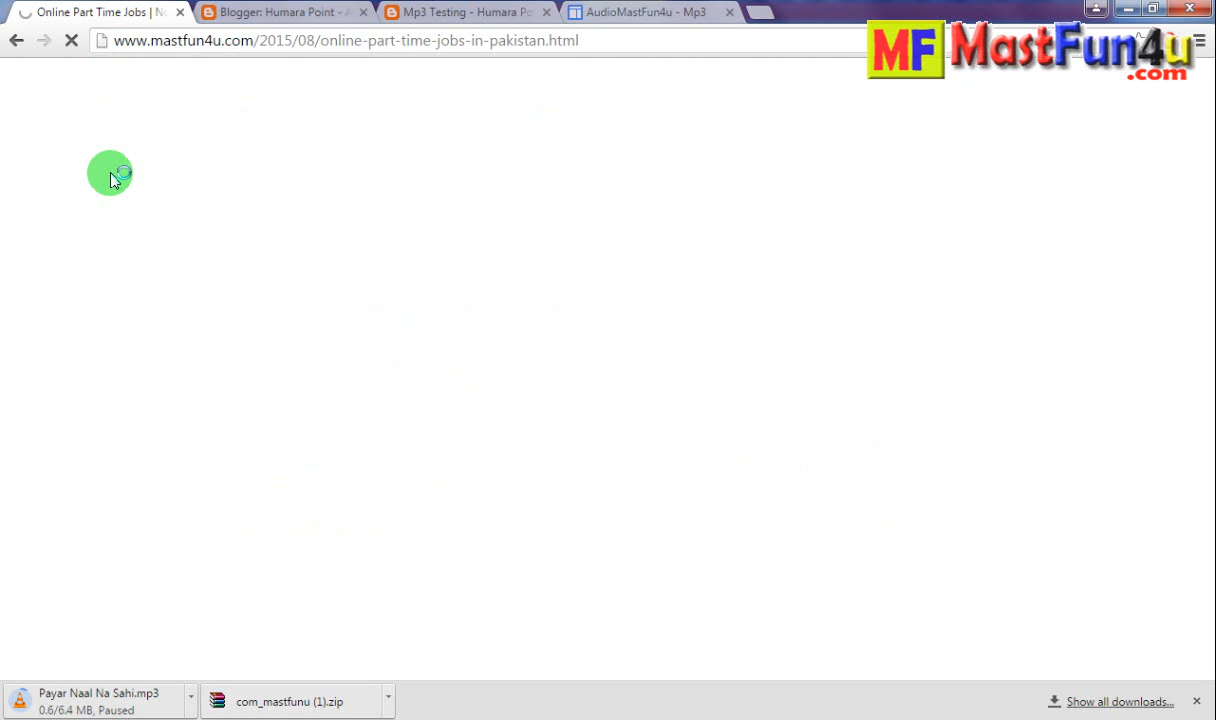 Online Part Time Jobs | No
Blogger: Humara Point - A
Mp3 Testing - Humara Po
AudioMastFun4u - Mp3
www.mastfun4u.com/2015/08/online-part-time-jobs-in-pakistan.html
MF MastFun4u
.com
Payar Naal Na Sahi.mp3
0.6/6.4 MB, Paused
com_mastfunu (1).zip
Show all downloads...